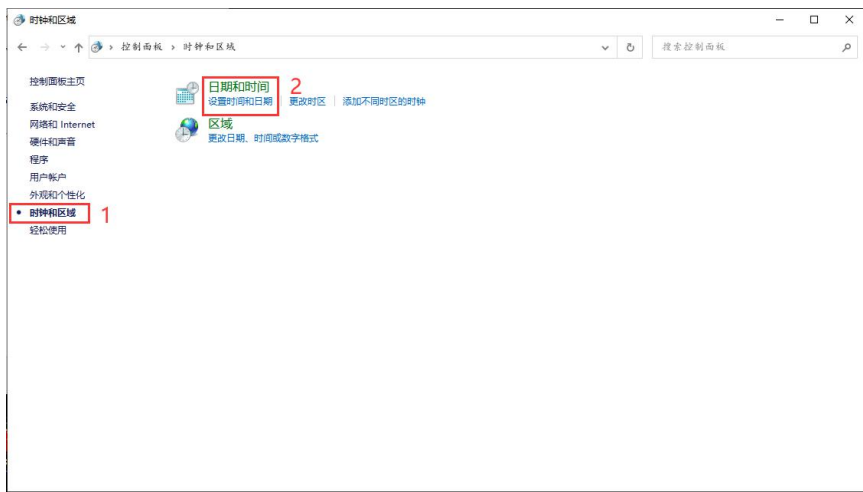 时钟和区域
控制面板 › 时钟和区域
搜索控制面板
控制面板主页
系统和安全
网络和 Internet
硬件和声音
程序
用户帐户
外观和个性化
时钟和区域 1
轻松使用
日期和时间 2
设置时间和日期 更改时区 添加不同时区的时钟
区域
更改日期、时间或数字格式